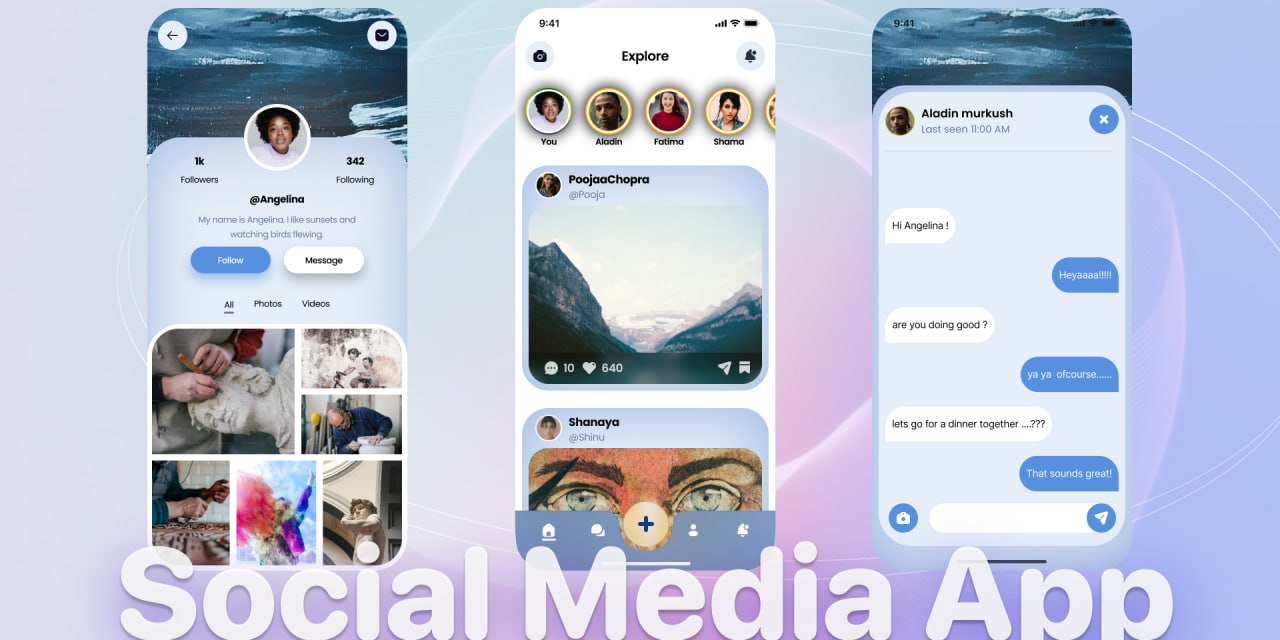 1k
Followers
342
Following
@Angelina
My name is Angelina. I like sunsets and
watching birds flewing.
Follow
Message
All
Photos
Videos
9:41
Explore
You
Aladin
Fatima
Shama
PoojaaChopra
@Pooja
10
640
Shanaya
@Shinu
9:41
Aladin murkush
Last seen 11:00 AM
Hi Angelina !
Heyaaaa!!!!!
are you doing good ?
ya ya ofcourse......
lets go for a dinner together ....???
That sounds great!
Social Media App